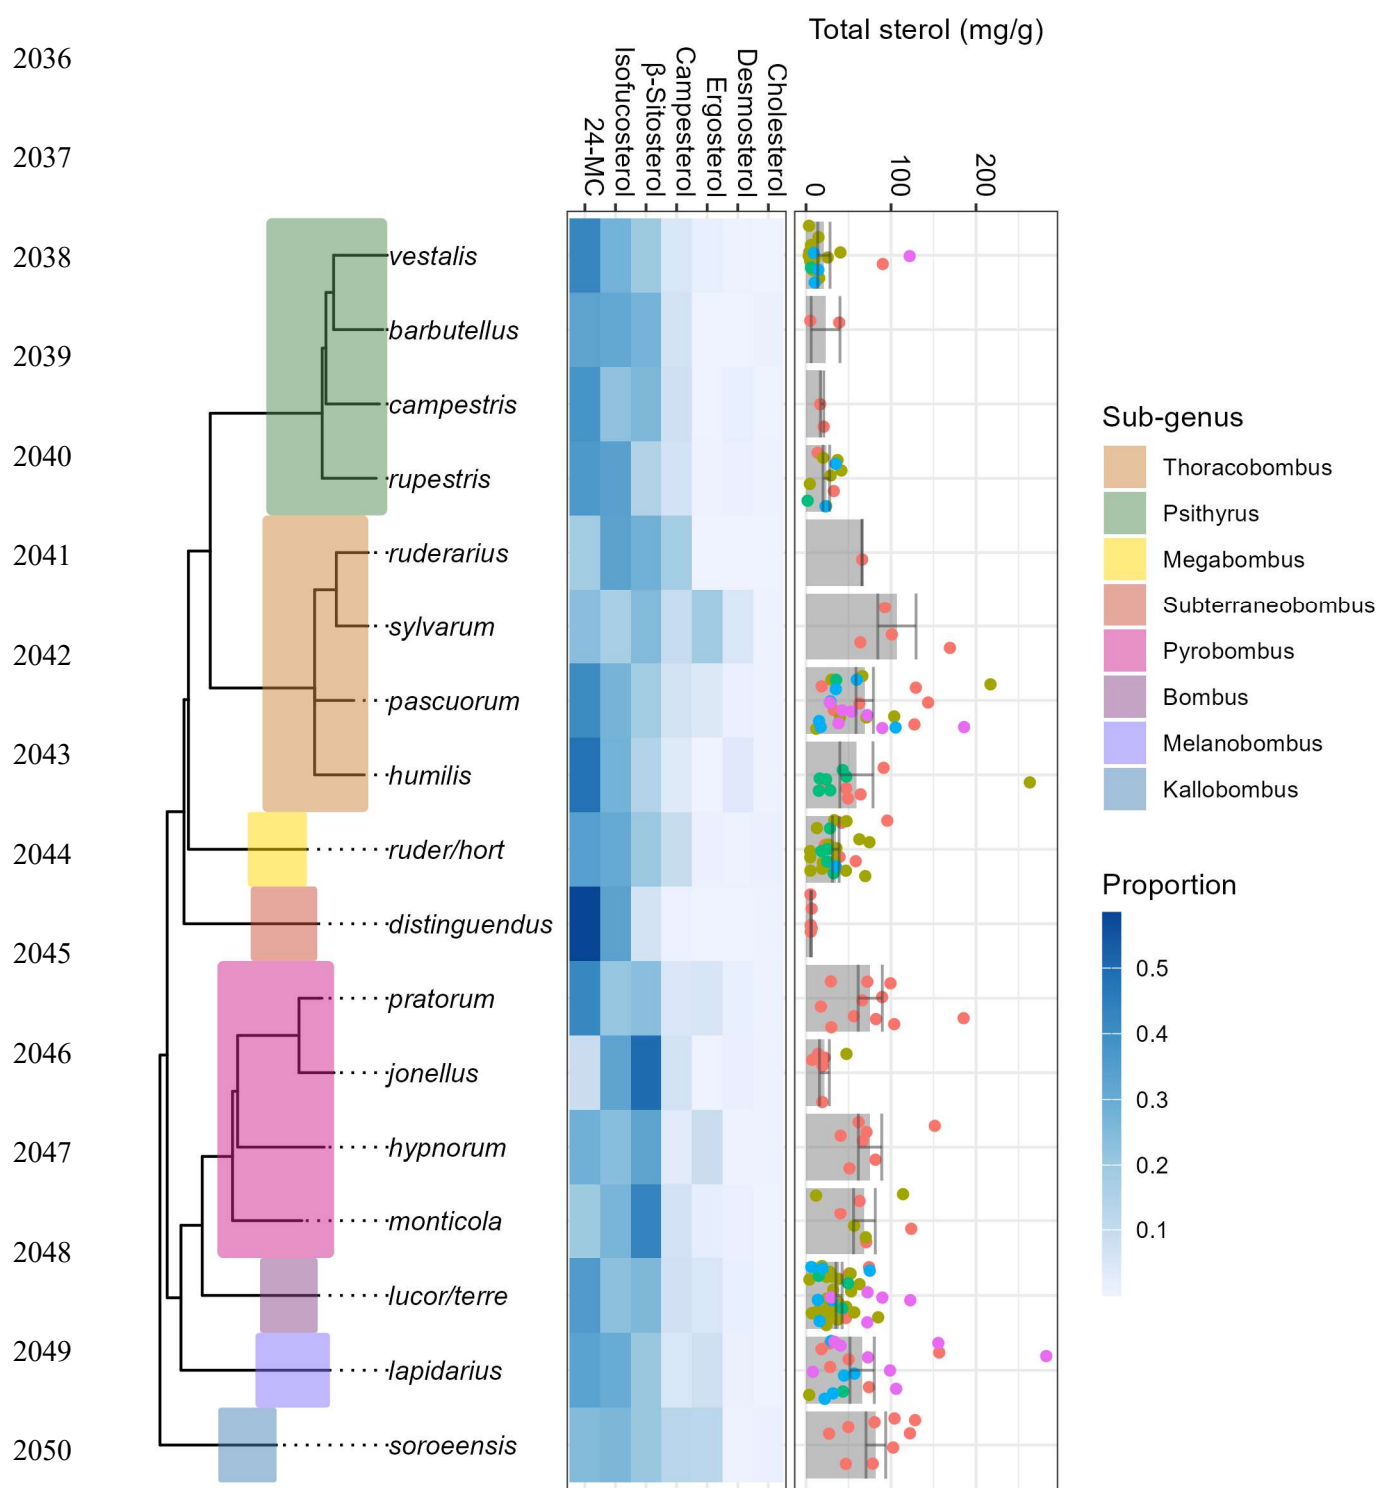 Total sterol (mg/g)
2036
2037
24-MC
Isofucosterol
β-Sitosterol
Campesterol
Ergosterol
Desmosterol
Cholesterol
0
100
200
2038
vestalis
barbutellus
2039
campestris
2040
rupestris
2041
ruderarius
sylvarum
2042
pascuorum
2043
humilis
2044
ruder/hort
distinguendus
2045
pratorum
2046
jonellus
2047
hypnorum
monticola
2048
lucor/terre
2049
lapidarius
2050
soroeensis
Sub-genus
Thoracobombus
Psithyrus
Megabombus
Subterraneobombus
Pyrobombus
Bombus
Melanobombus
Kallobombus
Proportion
0.5
0.4
0.3
0.2
0.1